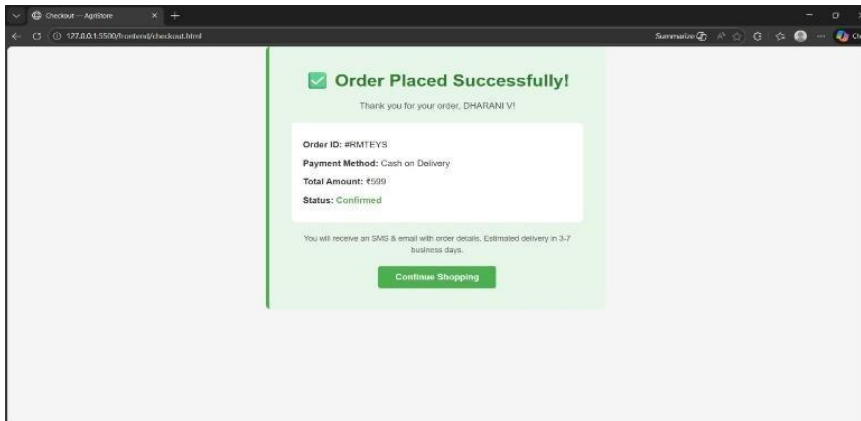 Checkout — AgriStore
127.0.0.1:5500/frontend/checkout.html
Summarize
Order Placed Successfully!
Thank you for your order, DHARANI V!
Order ID: #RMTEYS
Payment Method: Cash on Delivery
Total Amount: ₹599
Status: Confirmed
You will receive an SMS & email with order details. Estimated delivery in 3-7
business days.
Continue Shopping